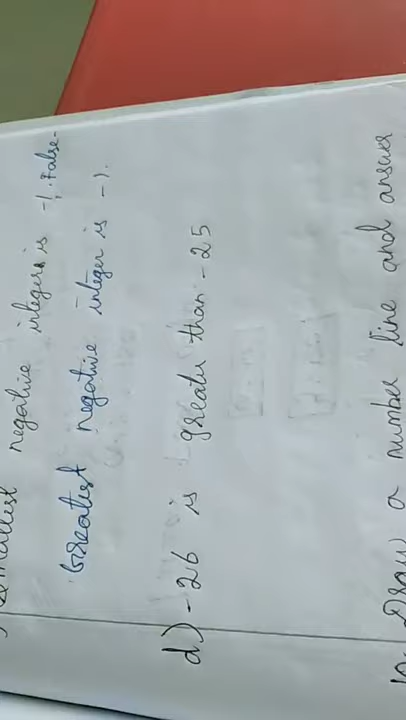 smallest negative integers is -1. False.
Greatest negative integer is -1.
d) -26 is greater than -25
Draw a number line and answer